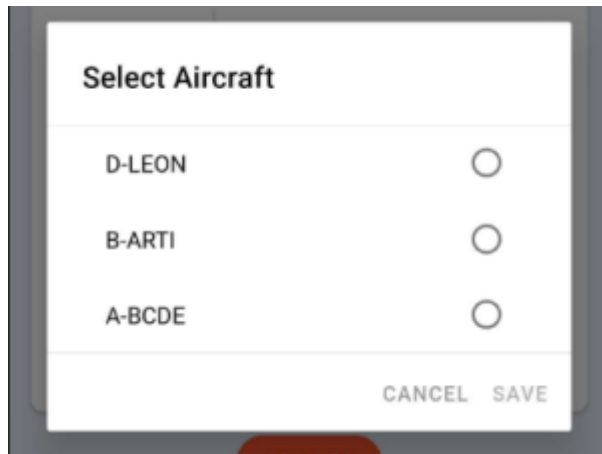 Select Aircraft
D-LEON
B-ARTI
A-BCDE
CANCEL SAVE